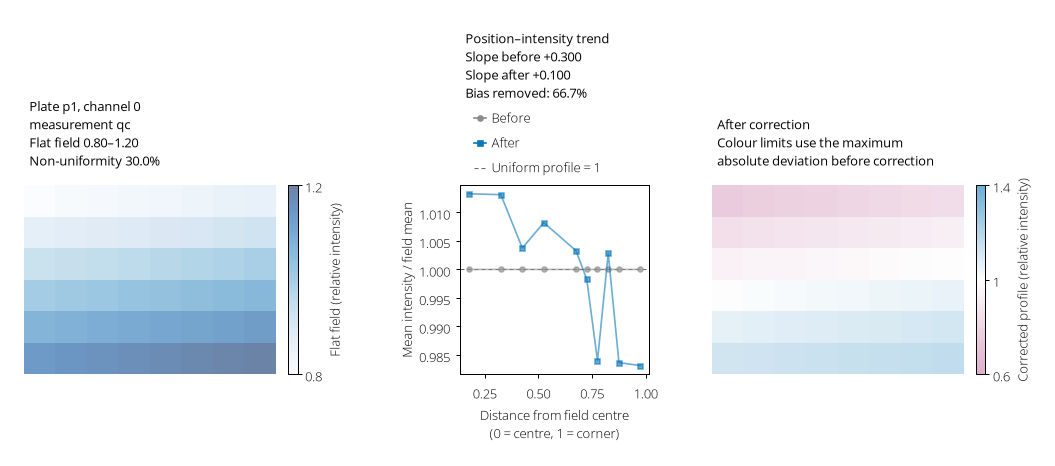 Plate p1, channel 0
measurement qc
Flat field 0.80–1.20
Non-uniformity 30.0%
1.2
0.8
Flat field (relative intensity)
Position–intensity trend
Slope before +0.300
Slope after +0.100
Bias removed: 66.7%
Before
After
Uniform profile = 1
Mean intensity / field mean
1.010
1.005
1.000
0.995
0.990
0.985
0.25 0.50 0.75 1.00
Distance from field centre
(0 = centre, 1 = corner)
After correction
Colour limits use the maximum
absolute deviation before correction
1.4
1
0.6
Corrected profile (relative intensity)